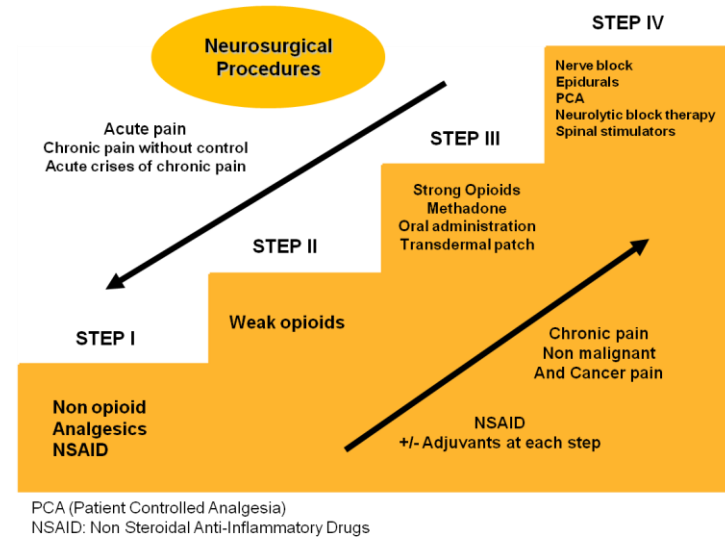 STEP IV
Neurosurgical
Procedures
Nerve block
Epidurals
PCA
Neurolytic block therapy
Spinal stimulators
Acute pain
Chronic pain without control
Acute crises of chronic pain
STEP III
Strong Opioids
Methadone
Oral administration
Transdermal patch
STEP II
Weak opioids
STEP I
Non opioid
Analgesics
NSAID
Chronic pain
Non malignant
And Cancer pain
NSAID
+/- Adjuvants at each step
PCA (Patient Controlled Analgesia)
NSAID: Non Steroidal Anti-Inflammatory Drugs